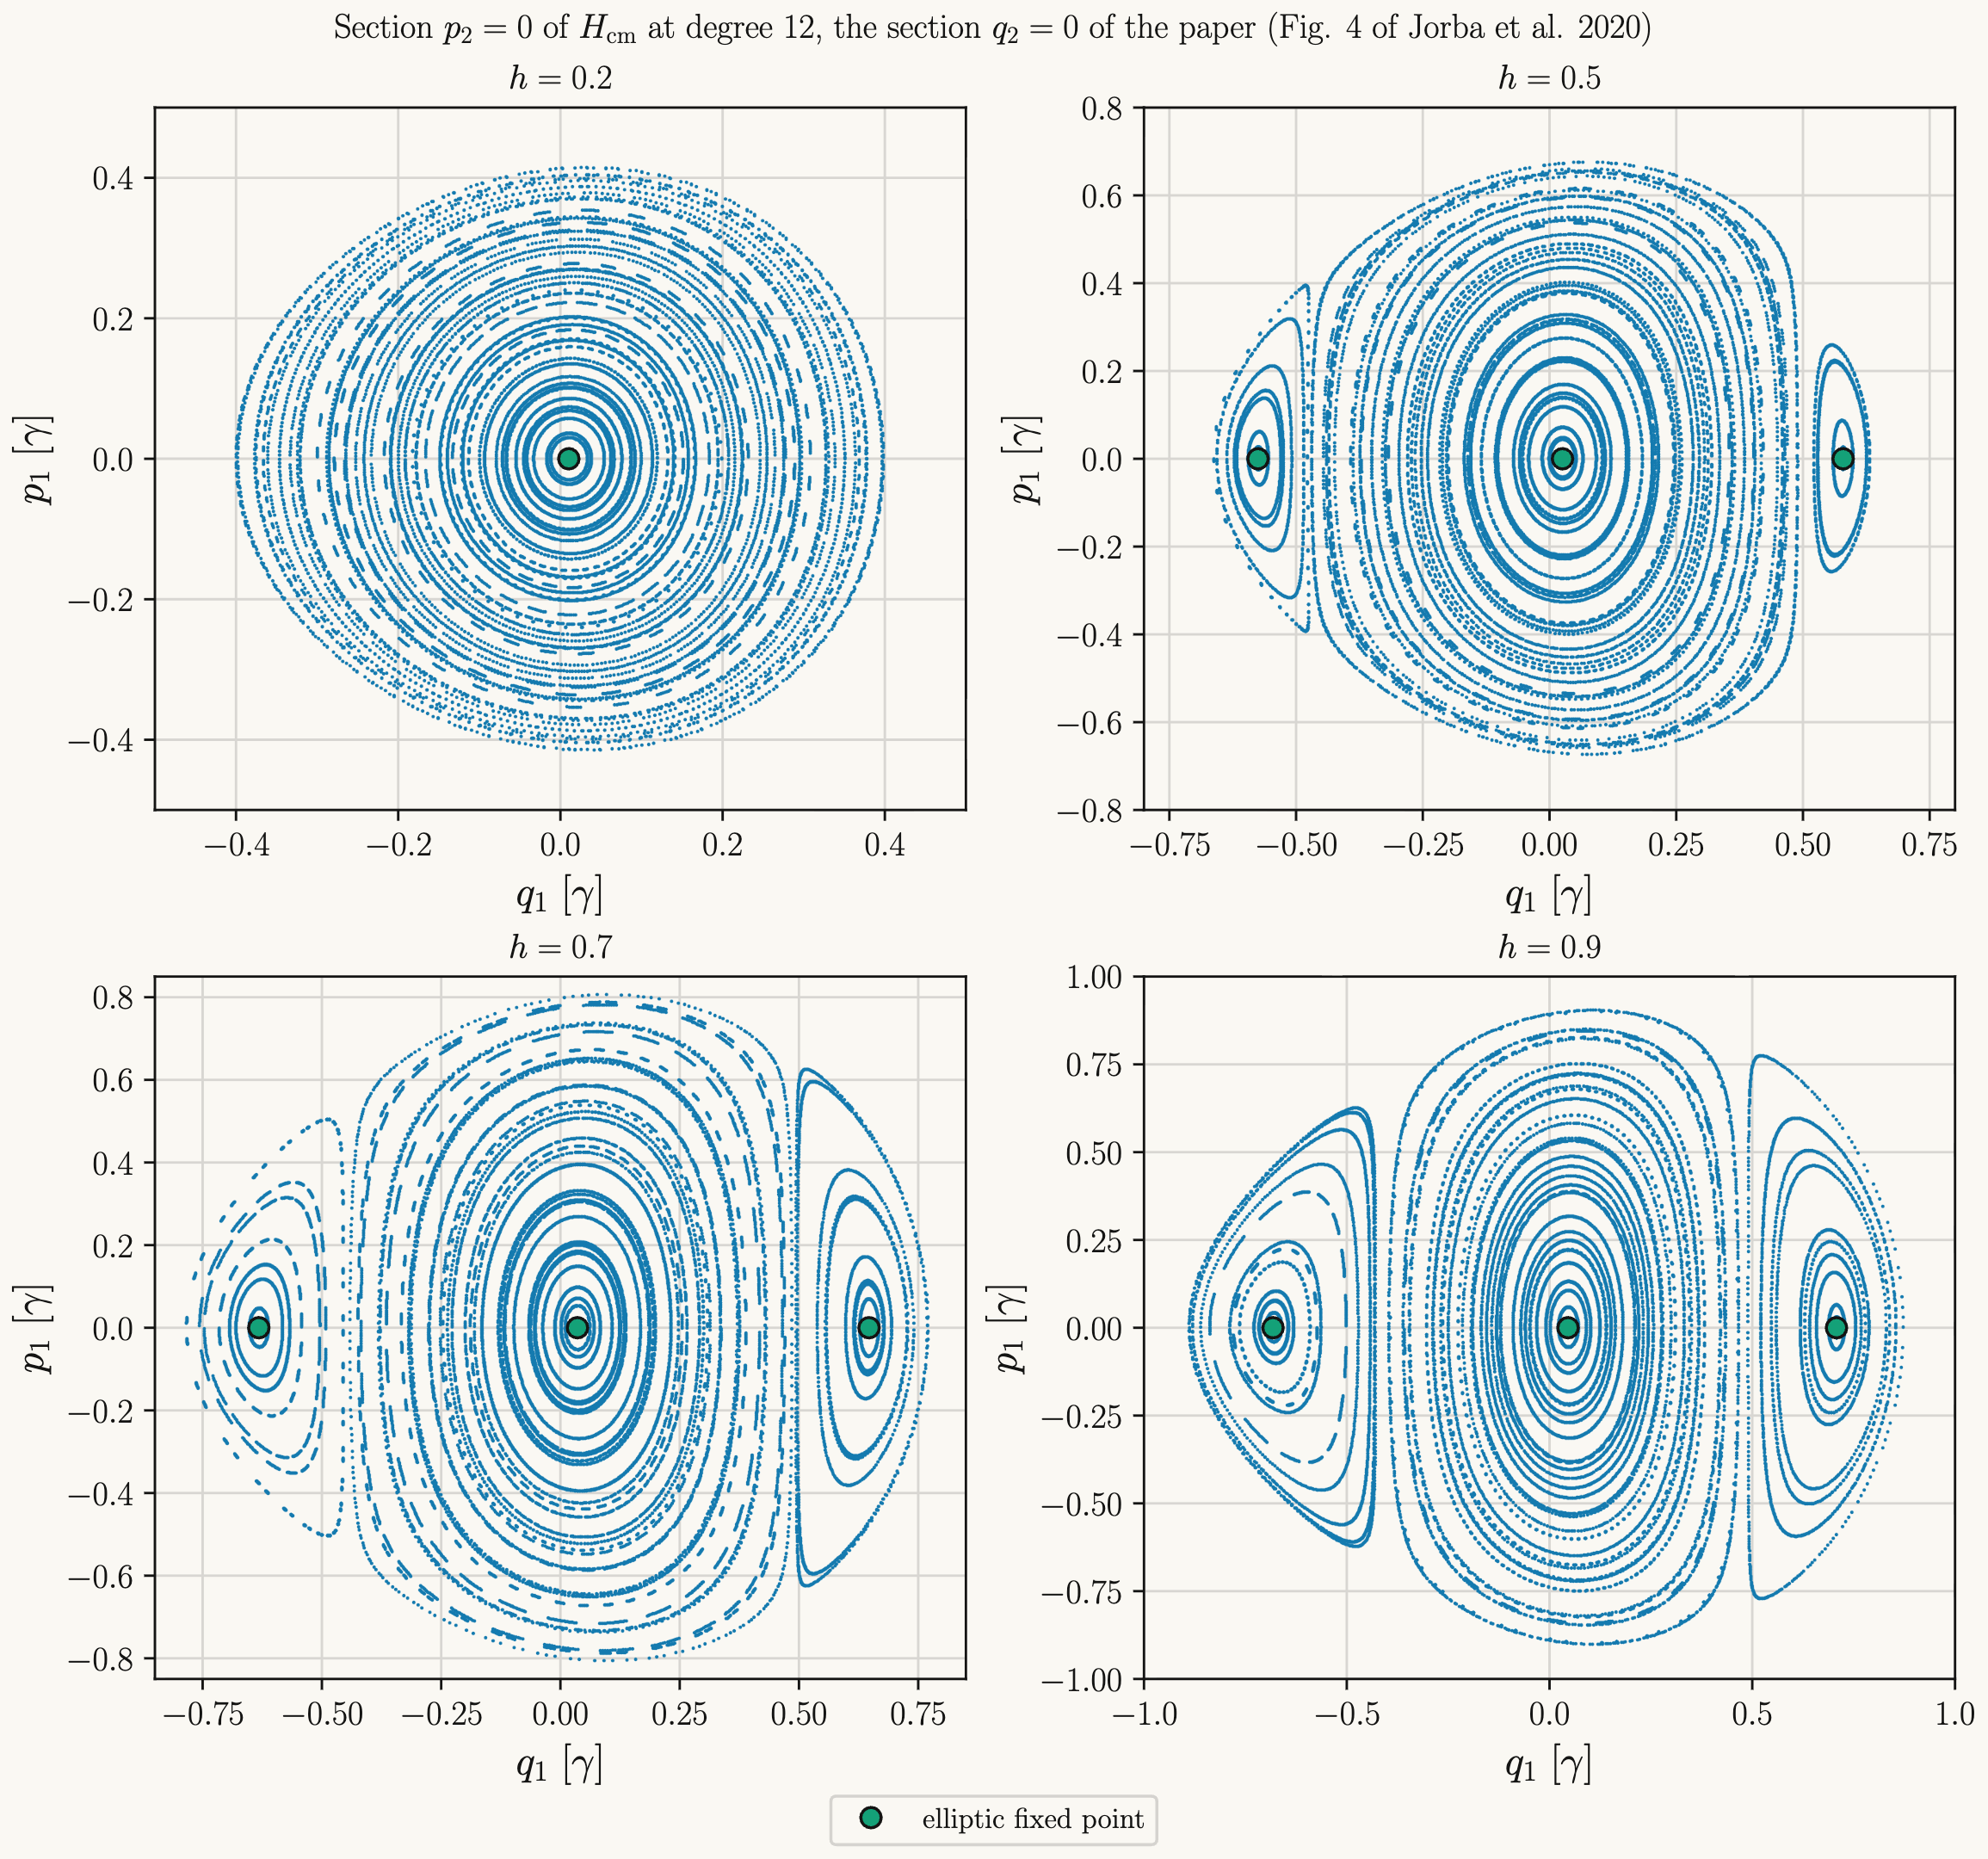 Section $p_2 = 0$ of $H_{\mathrm{cm}}$ at degree 12, the section $q_2 = 0$ of the paper (Fig. 4 of Jorba et al. 2020)
h = 0.2
0.4
0.2
0.0
−0.2
−0.4
p₁ [γ]
−0.4 −0.2 0.0 0.2 0.4
q₁ [γ]
h = 0.5
0.8
0.6
0.4
0.2
0.0
−0.2
−0.4
−0.6
−0.8
p₁ [γ]
−0.75 −0.50 −0.25 0.00 0.25 0.50 0.75
q₁ [γ]
h = 0.7
0.8
0.6
0.4
0.2
0.0
−0.2
−0.4
−0.6
−0.8
p₁ [γ]
−0.75 −0.50 −0.25 0.00 0.25 0.50 0.75
q₁ [γ]
h = 0.9
1.00
0.75
0.50
0.25
0.00
−0.25
−0.50
−0.75
−1.00
p₁ [γ]
−1.0 −0.5 0.0 0.5 1.0
q₁ [γ]
elliptic fixed point